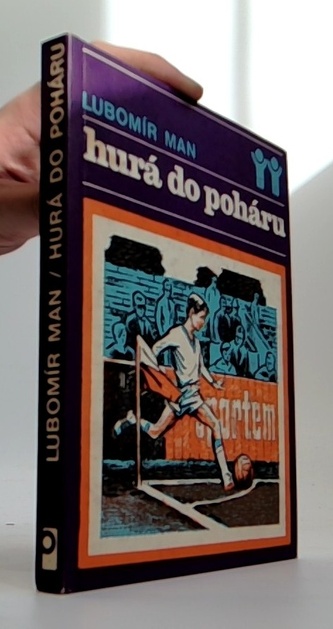 LUBOMÍR MAN / HURÁ DO POHÁRU
LUBOMÍR MAN
hurá do poháru
sportem